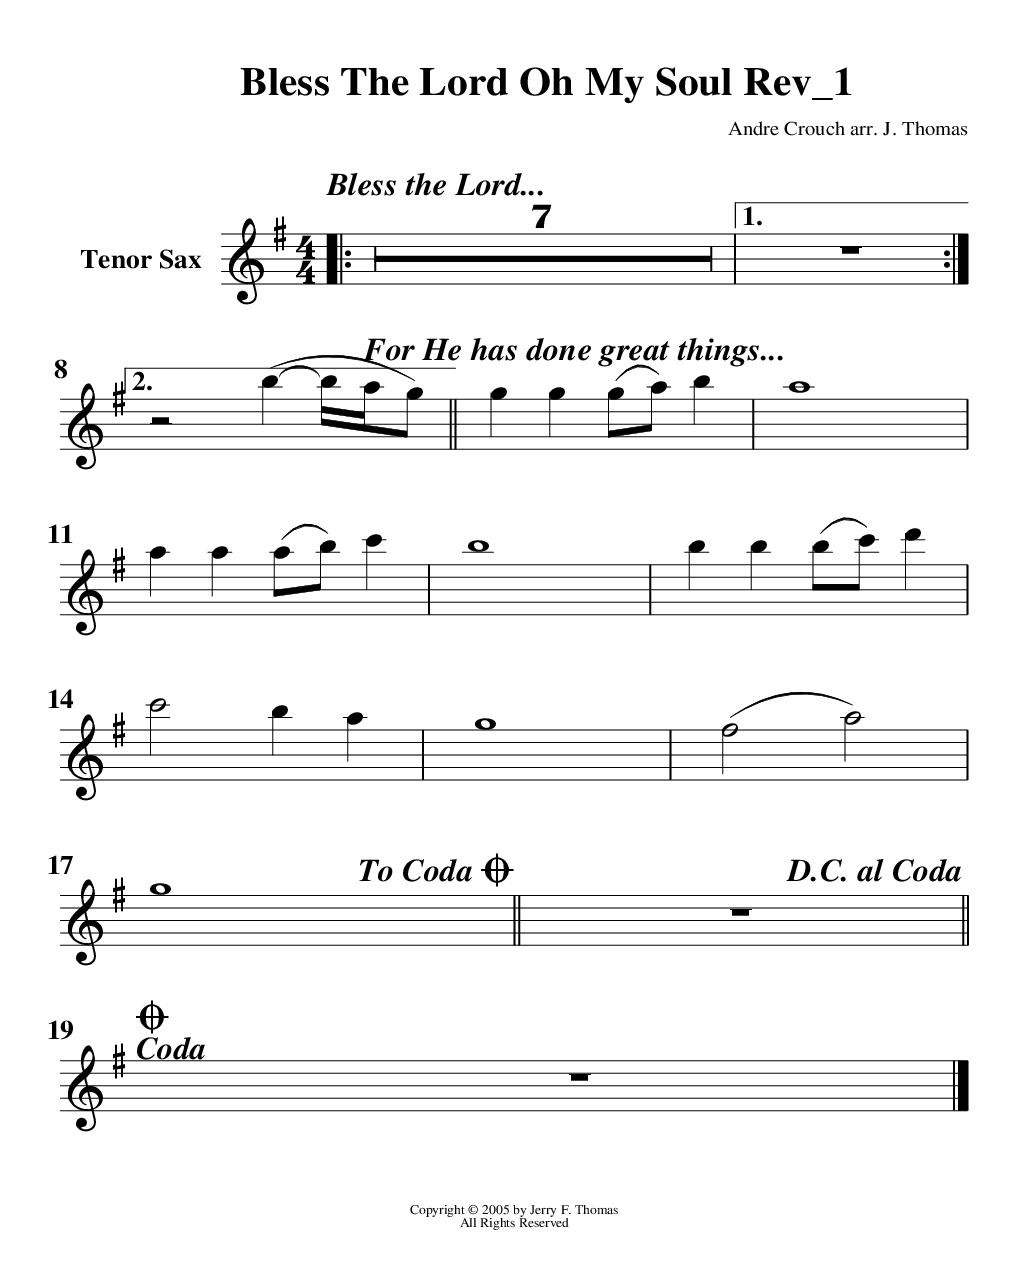 Bless The Lord Oh My Soul Rev_1
Andre Crouch arr. J. Thomas
Bless the Lord...
7
1.
Tenor Sax
4
4
For He has done great things...
8
2.
11
14
17
To Coda
D.C. al Coda
19
Coda
Copyright © 2005 by Jerry F. Thomas
All Rights Reserved